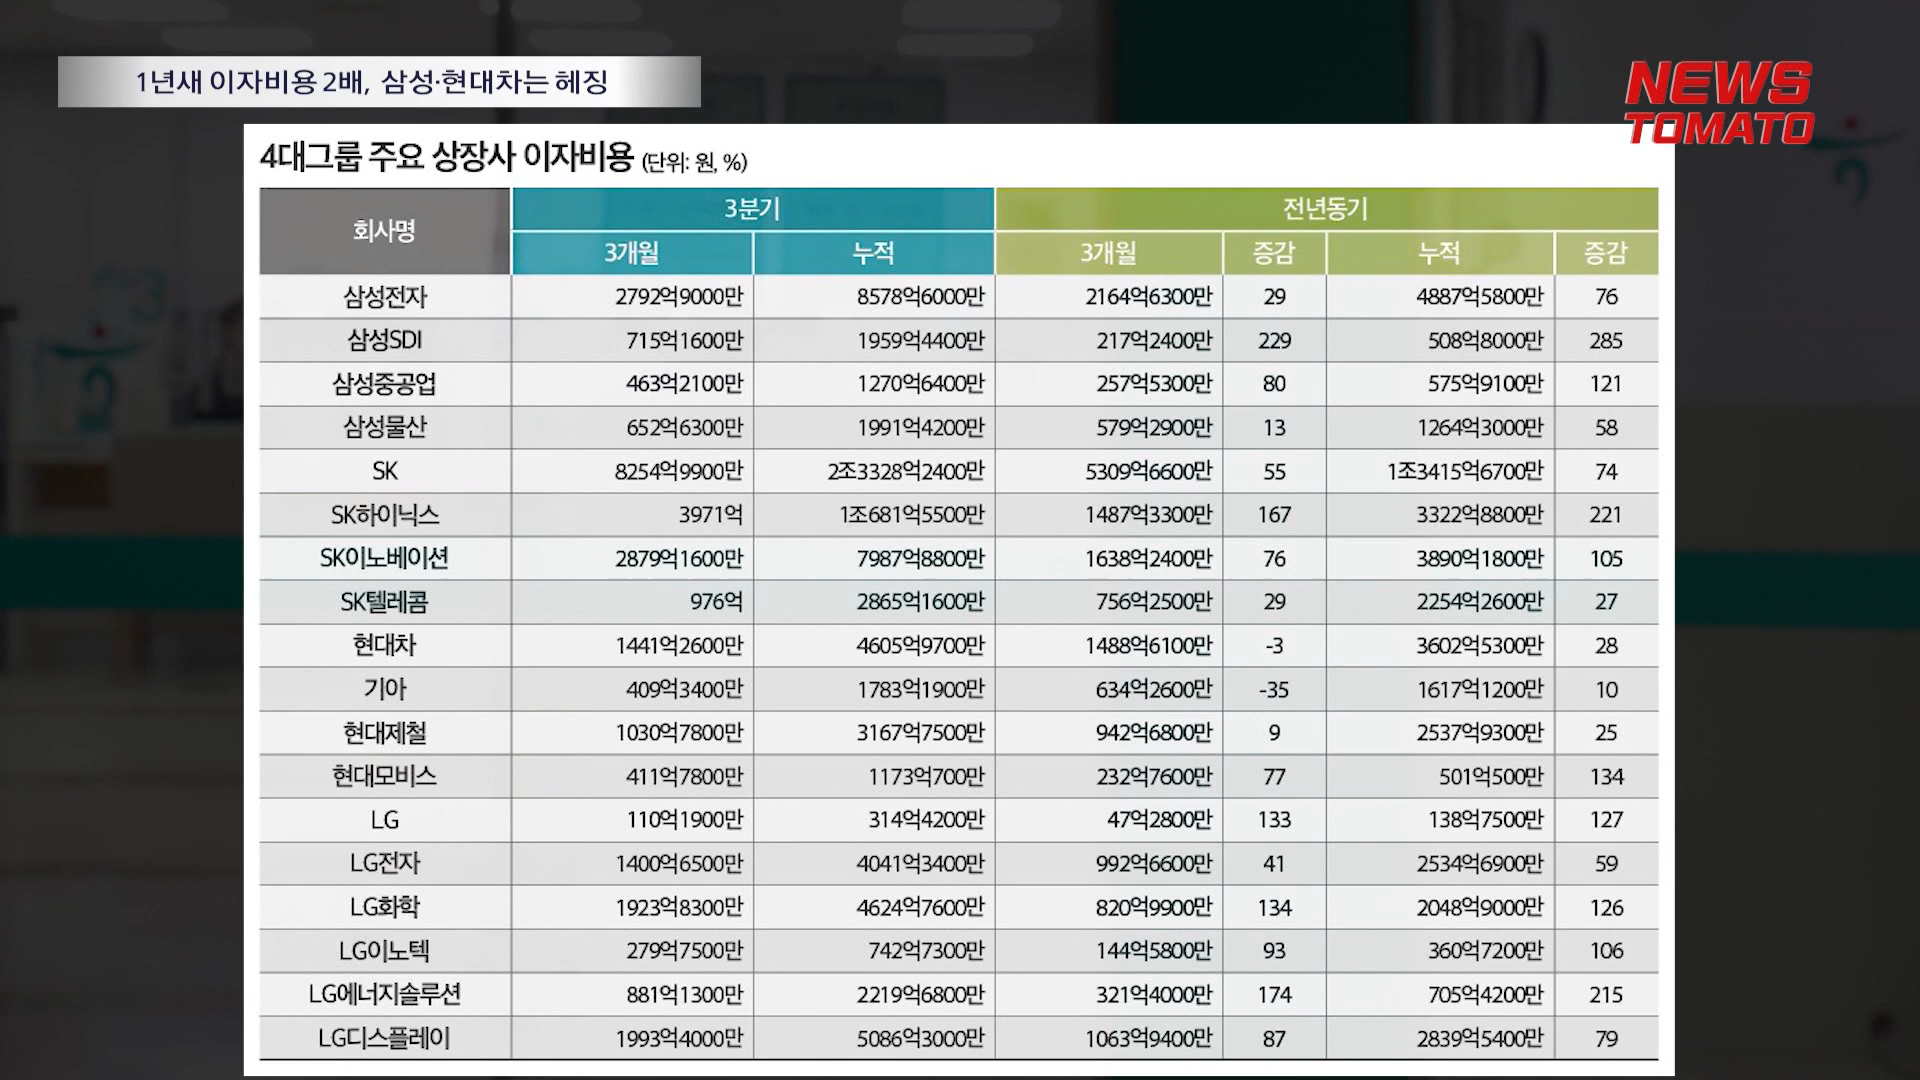 1년새 이자비용 2배, 삼성·현대차는 헤징
NEWS
TOMATO
4대그룹 주요 상장사 이자비용 (단위: 원, %)
회사명 3분기 전년동기
3개월 누적 3개월 증감 누적 증감
삼성전자 2792억9000만 8578억6000만 2164억6300만 29 4887억5800만 76
삼성SDI 715억1600만 1959억4400만 217억2400만 229 508억8000만 285
삼성중공업 463억2100만 1270억6400만 257억5300만 80 575억9100만 121
삼성물산 652억6300만 1991억4200만 579억2900만 13 1264억3000만 58
SK 8254억9900만 2조3328억2400만 5309억6600만 55 1조3415억6700만 74
SK하이닉스 3971억 1조681억5500만 1487억3300만 167 3322억8800만 221
SK이노베이션 2879억1600만 7987억8800만 1638억2400만 76 3890억1800만 105
SK텔레콤 976억 2865억1600만 756억2500만 29 2254억2600만 27
현대차 1441억2600만 4605억9700만 1488억6100만 -3 3602억5300만 28
기아 409억3400만 1783억1900만 634억2600만 -35 1617억1200만 10
현대제철 1030억7800만 3167억7500만 942억6800만 9 2537억9300만 25
현대모비스 411억7800만 1173억700만 232억7600만 77 501억500만 134
LG 110억1900만 314억4200만 47억2800만 133 138억7500만 127
LG전자 1400억6500만 4041억3400만 992억6600만 41 2534억6900만 59
LG화학 1923억8300만 4624억7600만 820억9900만 134 2048억9000만 126
LG이노텍 279억7500만 742억7300만 144억5800만 93 360억7200만 106
LG에너지솔루션 881억1300만 2219억6800만 321억4000만 174 705억4200만 215
LG디스플레이 1993억4000만 5086억3000만 1063억9400만 87 2839억5400만 79